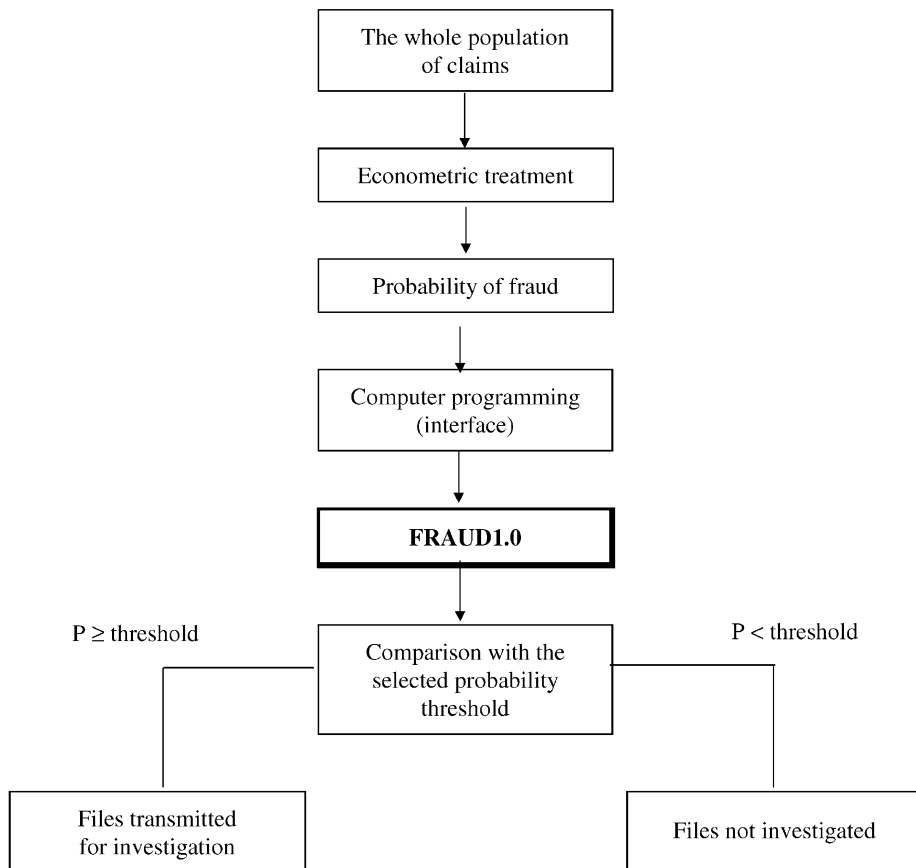 The whole population
of claims
Econometric treatment
Probability of fraud
Computer programming
(interface)
FRAUD1.0
P ≥ threshold
P < threshold
Comparison with the
selected probability
threshold
Files transmitted
for investigation
Files not investigated